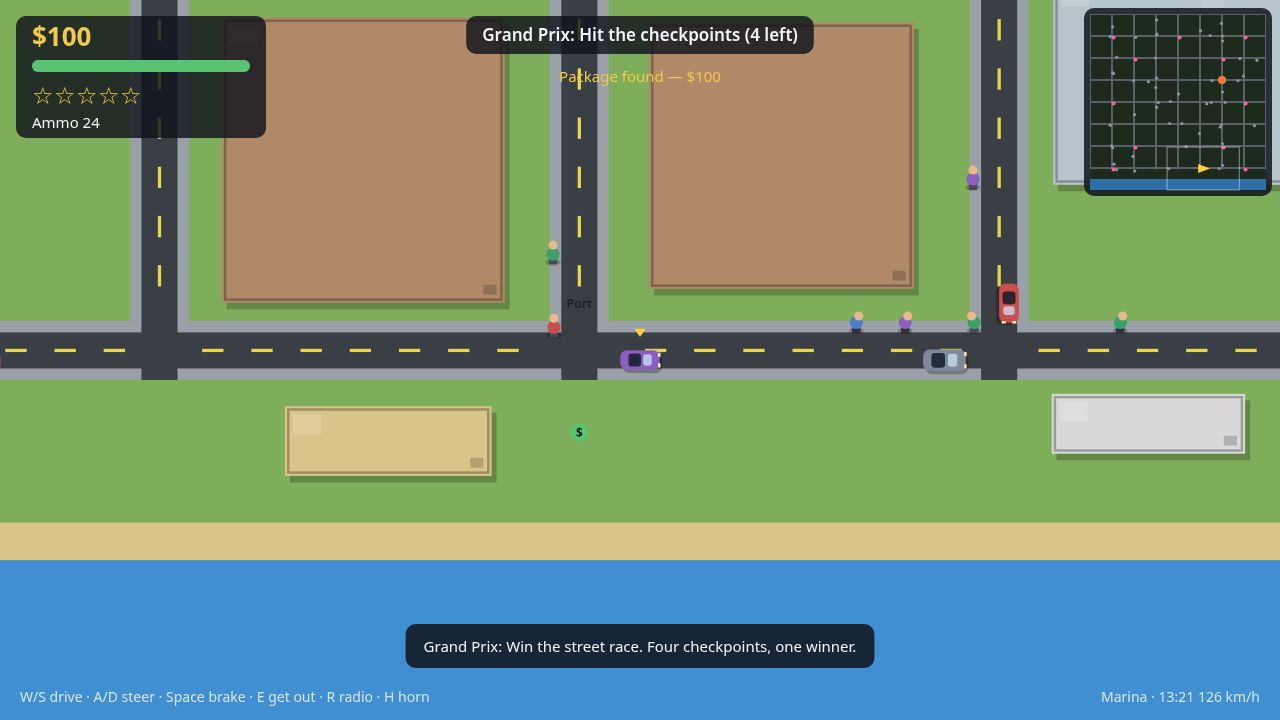 $100
☆☆☆☆☆
Ammo 24
Grand Prix: Hit the checkpoints (4 left)
Package found — $100
Port
$
Grand Prix: Win the street race. Four checkpoints, one winner.
W/S drive · A/D steer · Space brake · E get out · R radio · H horn
Marina · 13:21 126 km/h